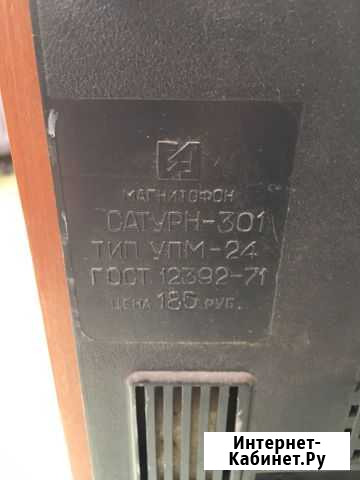 МАГНИТОФОН
САТУРН-301
ТИП УПМ-24
ГОСТ 12392-71
ЦЕНА 185 РУБ.
Интернет-
Кабинет.Ру